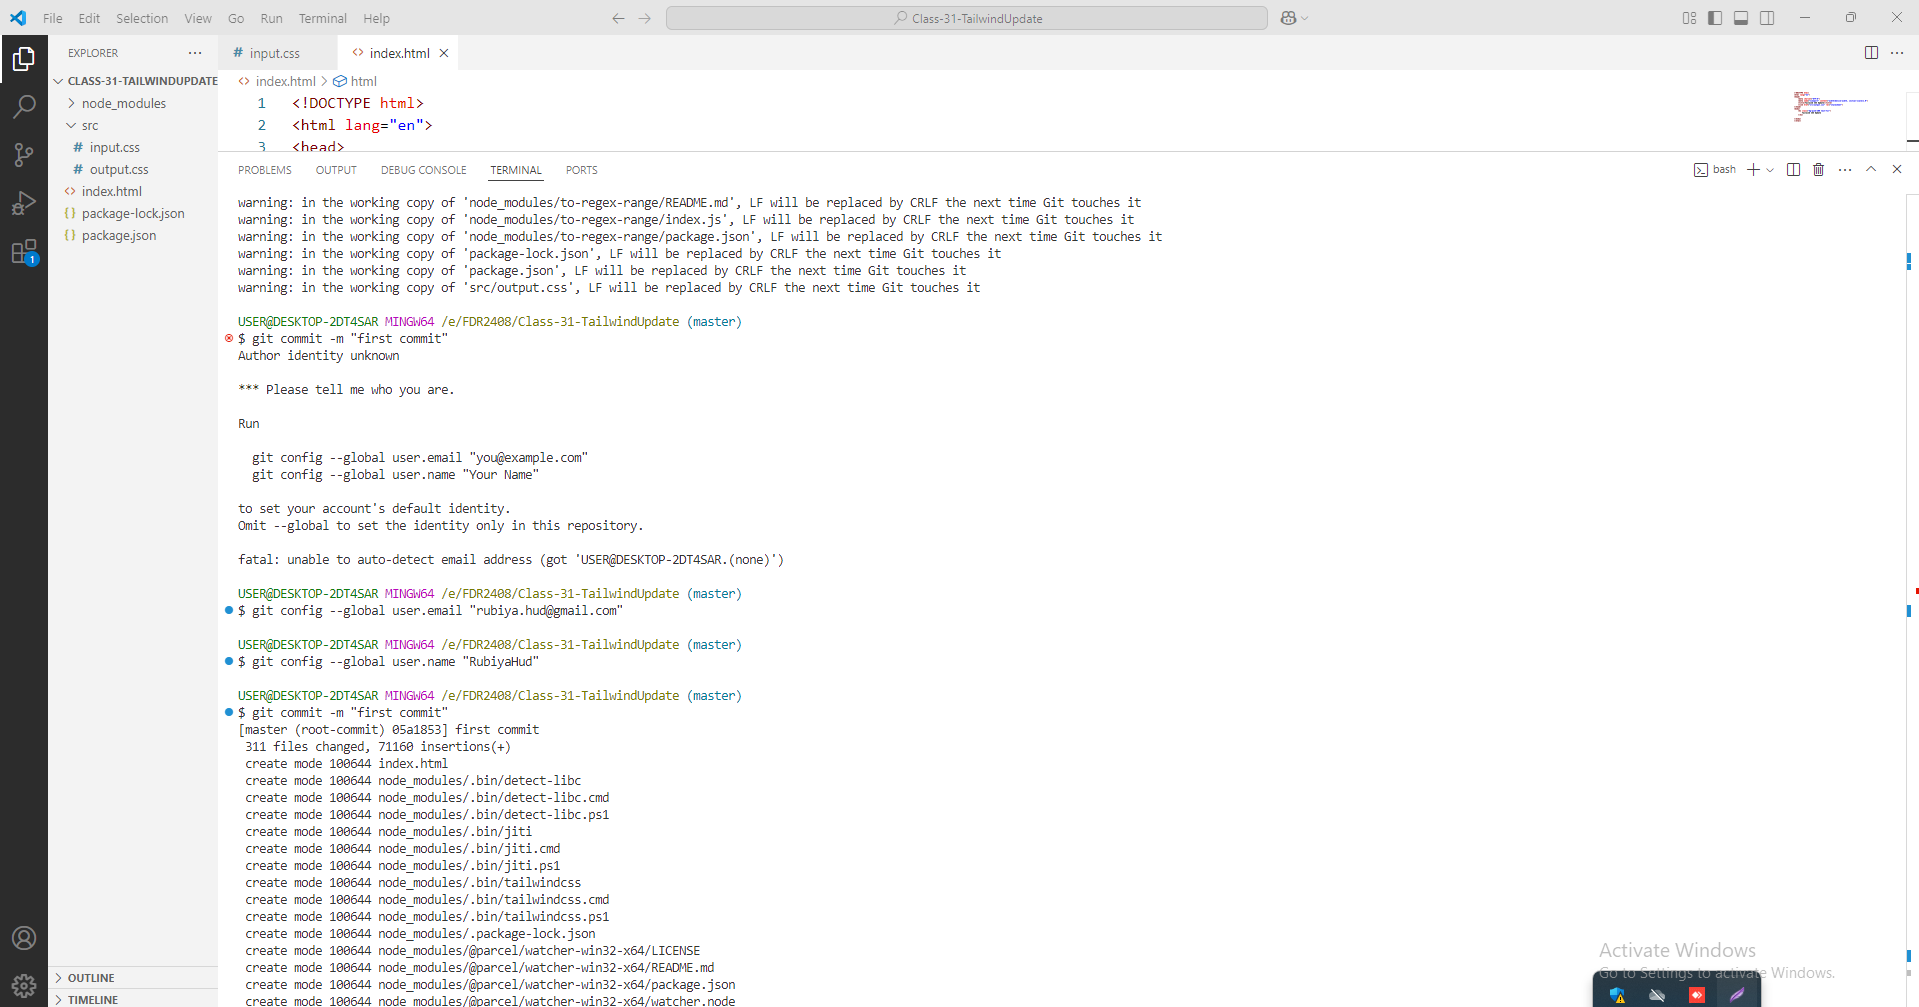 File Edit Selection View Go Run Terminal Help
Class-31-TailwindUpdate
EXPLORER
input.css
index.html
CLASS-31-TAILWINDUPDATE
node_modules
src
input.css
output.css
index.html
package-lock.json
package.json
1
OUTLINE
TIMELINE
index.html > html
1 <!DOCTYPE html>
2 <html lang="en">
3 <head>
PROBLEMS OUTPUT DEBUG CONSOLE TERMINAL PORTS
bash
warning: in the working copy of 'node_modules/to-regex-range/README.md', LF will be replaced by CRLF the next time Git touches it
warning: in the working copy of 'node_modules/to-regex-range/index.js', LF will be replaced by CRLF the next time Git touches it
warning: in the working copy of 'node_modules/to-regex-range/package.json', LF will be replaced by CRLF the next time Git touches it
warning: in the working copy of 'package-lock.json', LF will be replaced by CRLF the next time Git touches it
warning: in the working copy of 'package.json', LF will be replaced by CRLF the next time Git touches it
warning: in the working copy of 'src/output.css', LF will be replaced by CRLF the next time Git touches it
USER@DESKTOP-2DT4SAR MINGW64 /e/FDR2408/Class-31-TailwindUpdate (master)
$ git commit -m "first commit"
Author identity unknown
*** Please tell me who you are.
Run
git config --global user.email "you@example.com"
git config --global user.name "Your Name"
to set your account's default identity.
Omit --global to set the identity only in this repository.
fatal: unable to auto-detect email address (got 'USER@DESKTOP-2DT4SAR.(none)')
USER@DESKTOP-2DT4SAR MINGW64 /e/FDR2408/Class-31-TailwindUpdate (master)
$ git config --global user.email "rubiya.hud@gmail.com"
USER@DESKTOP-2DT4SAR MINGW64 /e/FDR2408/Class-31-TailwindUpdate (master)
$ git config --global user.name "RubiyaHud"
USER@DESKTOP-2DT4SAR MINGW64 /e/FDR2408/Class-31-TailwindUpdate (master)
$ git commit -m "first commit"
[master (root-commit) 05a1853] first commit
311 files changed, 71160 insertions(+)
create mode 100644 index.html
create mode 100644 node_modules/.bin/detect-libc
create mode 100644 node_modules/.bin/detect-libc.cmd
create mode 100644 node_modules/.bin/detect-libc.ps1
create mode 100644 node_modules/.bin/jiti
create mode 100644 node_modules/.bin/jiti.cmd
create mode 100644 node_modules/.bin/jiti.ps1
create mode 100644 node_modules/.bin/tailwindcss
create mode 100644 node_modules/.bin/tailwindcss.cmd
create mode 100644 node_modules/.bin/tailwindcss.ps1
create mode 100644 node_modules/.package-lock.json
create mode 100644 node_modules/@parcel/watcher-win32-x64/LICENSE
create mode 100644 node_modules/@parcel/watcher-win32-x64/README.md
create mode 100644 node_modules/@parcel/watcher-win32-x64/package.json
create mode 100644 node_modules/@parcel/watcher-win32-x64/watcher.node
Activate Windows
Go to Settings to activate Windows.